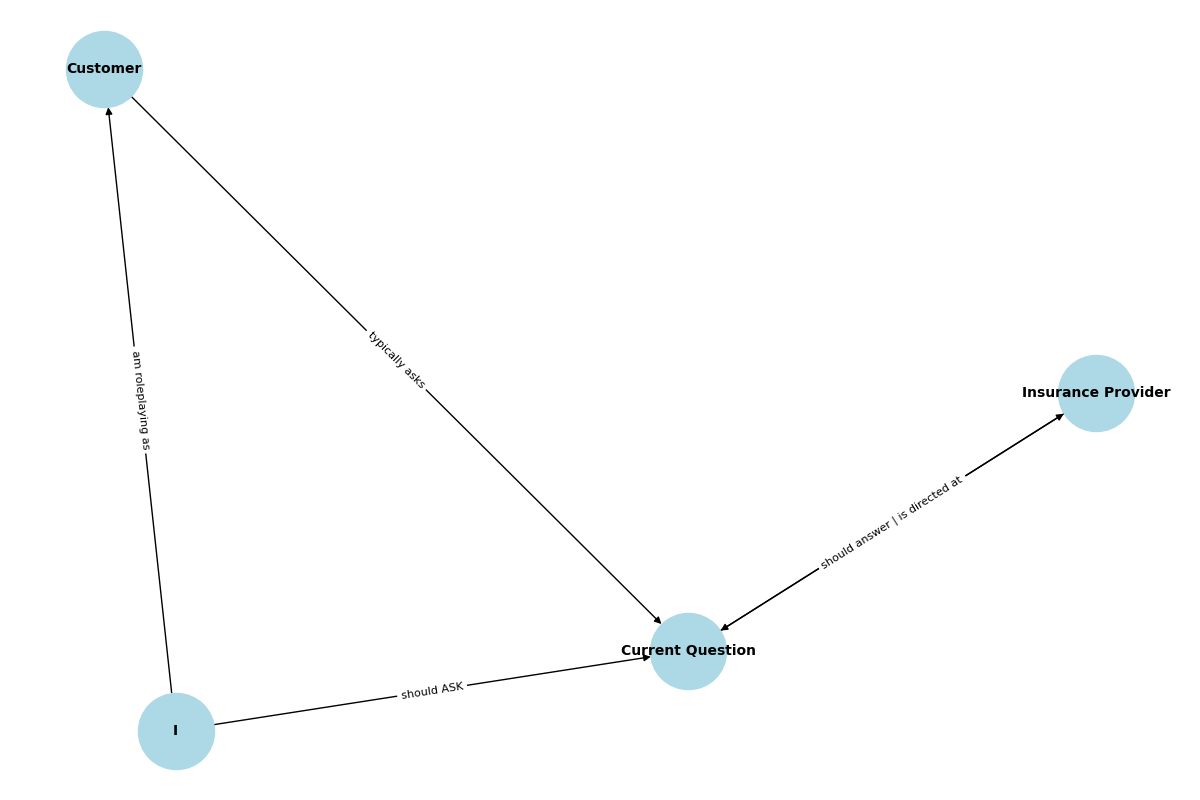 Customer
typically asks
am roleplaying as
Insurance Provider
should answer | is directed at
Current Question
should ASK
I